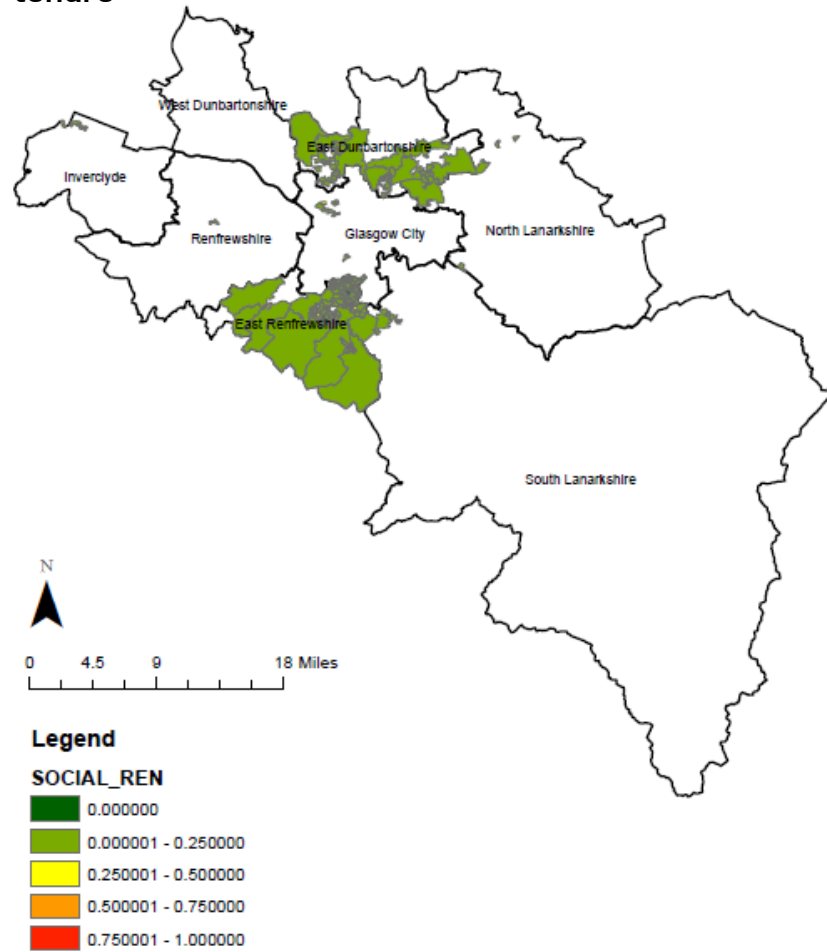 tenure
West Dunbartonshire
East Dunbartonshire
Inverclyde
Renfrewshire
Glasgow City
North Lanarkshire
East Renfrewshire
South Lanarkshire
N
0 4.5 9 18 Miles
Legend
SOCIAL_REN
0.000000
0.000001 - 0.250000
0.250001 - 0.500000
0.500001 - 0.750000
0.750001 - 1.000000